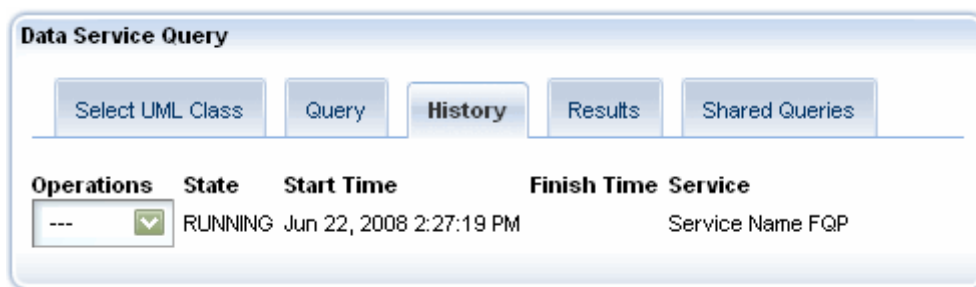 Data Service Query
Select UML Class Query History Results Shared Queries
Operations State Start Time Finish Time Service
--- RUNNING Jun 22, 2008 2:27:19 PM Service Name FQP